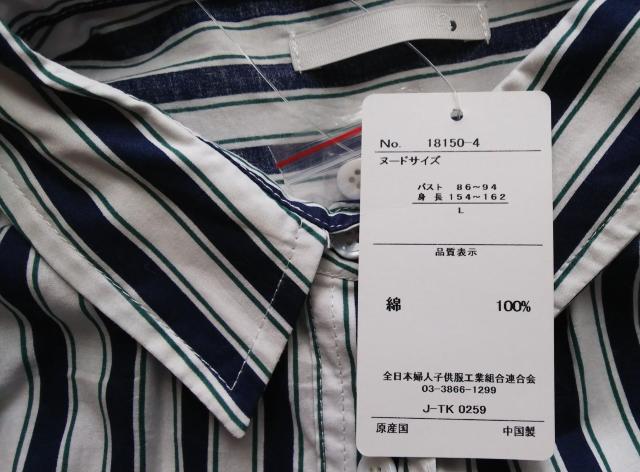 No. 18150-4
ヌードサイズ
バスト 86~94
身長 154~162
L
品質表示
綿 100%
全日本婦人子供服工業組合連合会
03-3866-1299
J-TK 0259
原産国 中国製